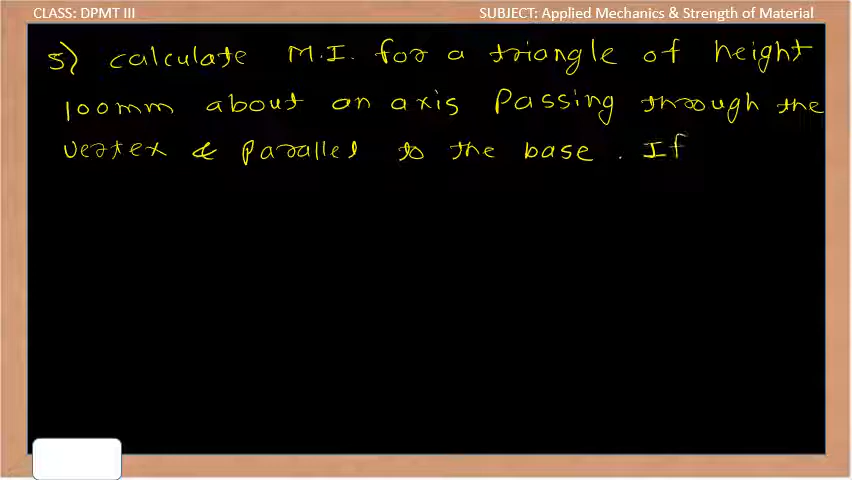 CLASS: DPMT III
SUBJECT: Applied Mechanics & Strength of Material
5) calculate M.I. for a triangle of height
100mm about an axis Passing through the
vertex & parallel to the base. If